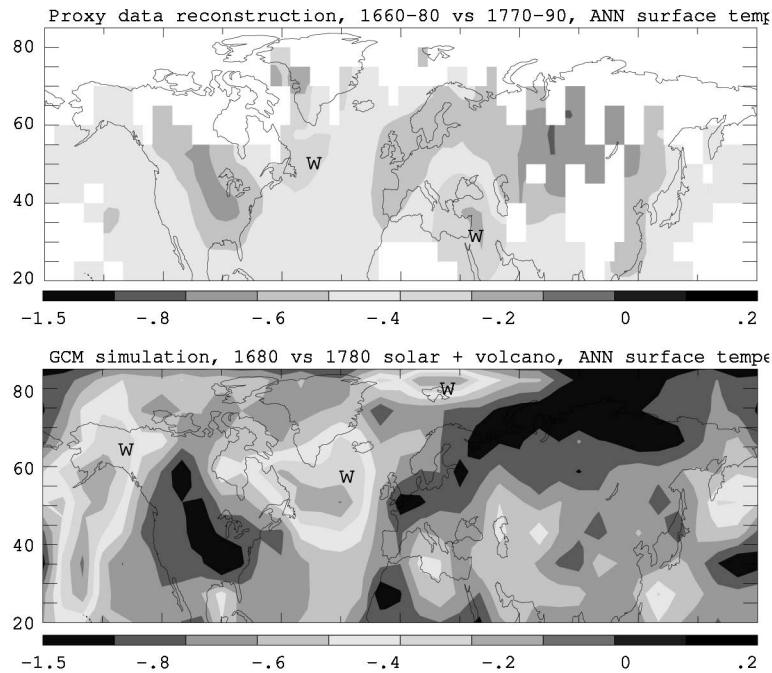 Proxy data reconstruction, 1660-80 vs 1770-90, ANN surface temp
80
60
W
40
W
20
-1.5 -.8 -.6 -.4 -.2 0 .2
GCM simulation, 1680 vs 1780 solar + volcano, ANN surface tempe
80
W
W
60
W
40
20
-1.5 -.8 -.6 -.4 -.2 0 .2